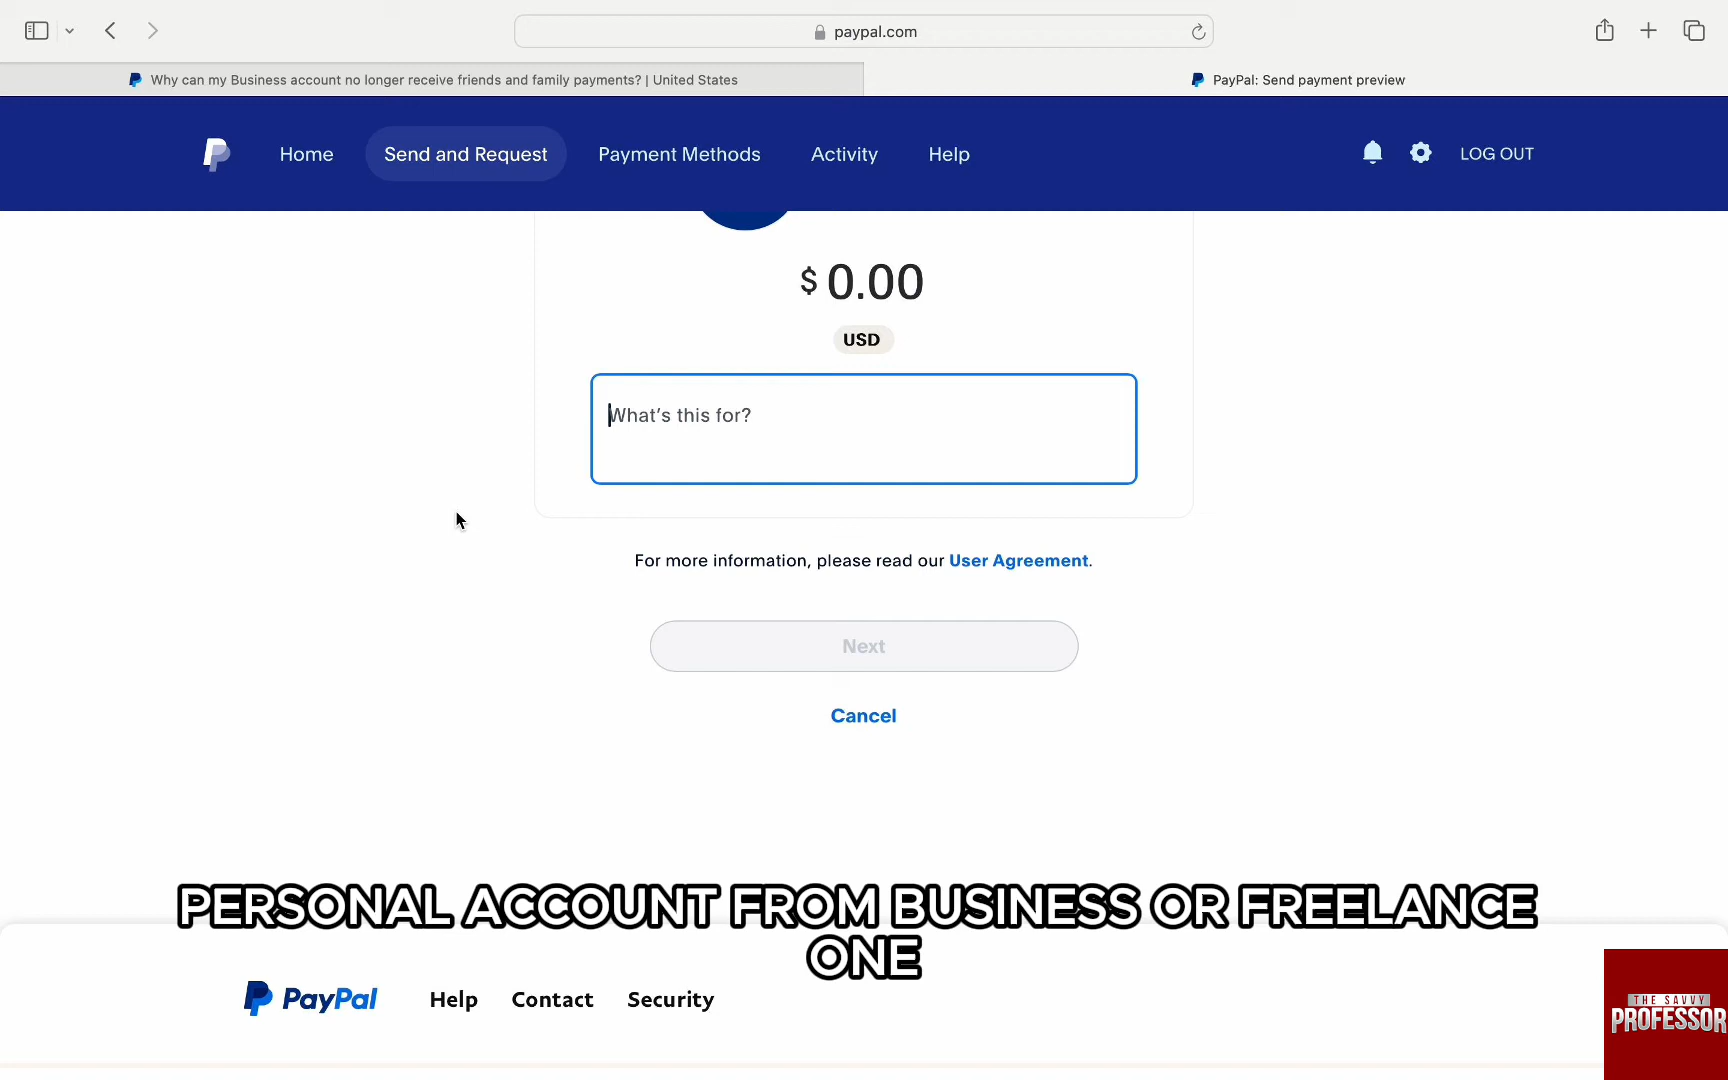 paypal.com
Why can my Business account no longer receive friends and family payments? | United States
PayPal: Send payment preview
Home
Send and Request
Payment Methods
Activity
Help
LOG OUT
$ 0.00
USD
What's this for?
For more information, please read our User Agreement.
Next
Cancel
PERSONAL ACCOUNT FROM BUSINESS OR FREELANCE
ONE
PayPal
Help
Contact
Security
THE SAVVY
PROFESSOR